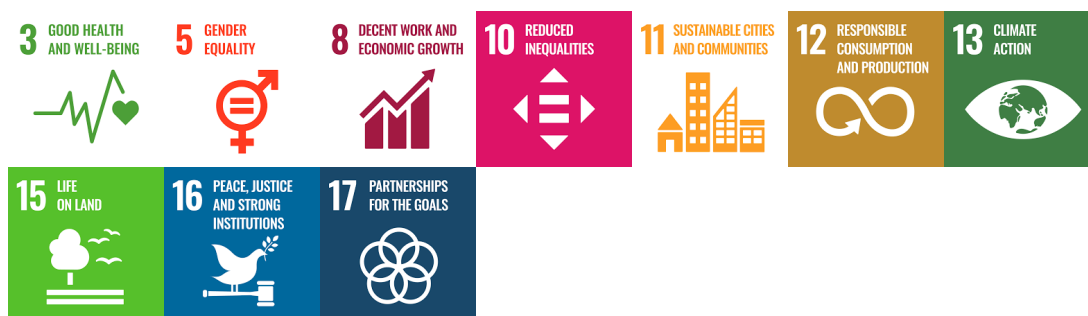 3 GOOD HEALTH
AND WELL-BEING
5 GENDER
EQUALITY
8 DECENT WORK AND
ECONOMIC GROWTH
10 REDUCED
INEQUALITIES
11 SUSTAINABLE CITIES
AND COMMUNITIES
12 RESPONSIBLE
CONSUMPTION
AND PRODUCTION
13 CLIMATE
ACTION
15 LIFE
ON LAND
16 PEACE, JUSTICE
AND STRONG
INSTITUTIONS
17 PARTNERSHIPS
FOR THE GOALS